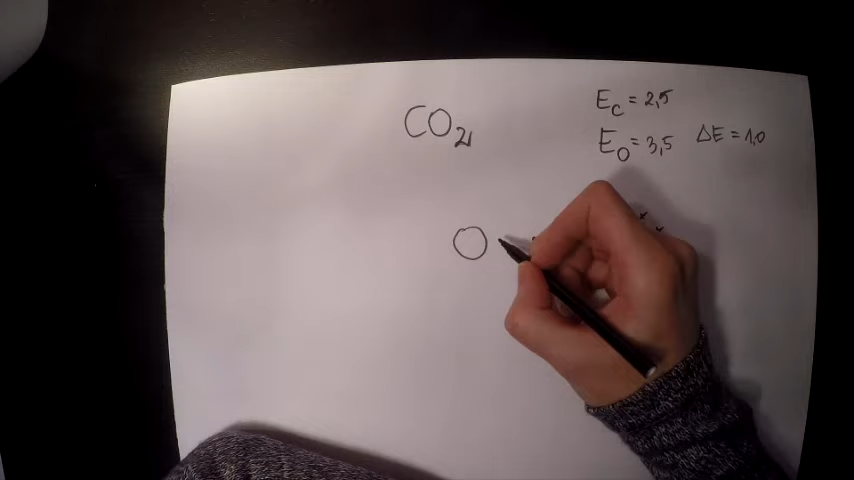 CO2
EC = 2,5
EO = 3,5 ΔE = 1,0
O